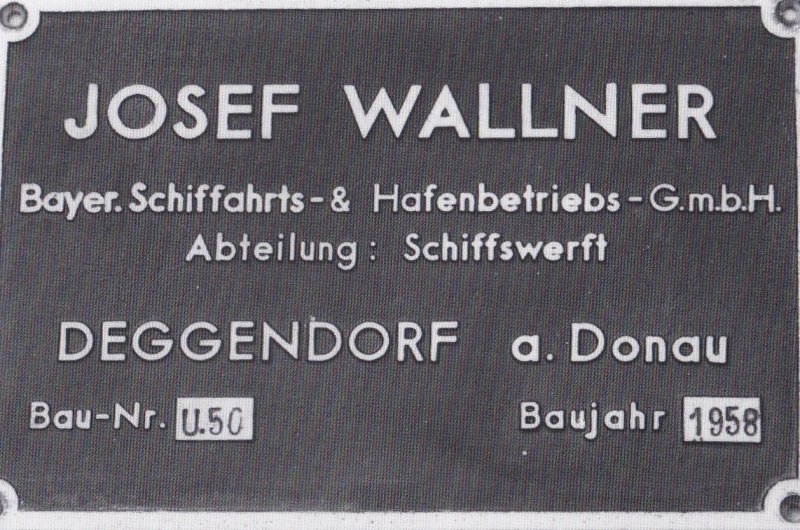 JOSEF WALLNER
Bayer. Schiffahrts-& Hafenbetriebs-G.m.b.H.
Abteilung: Schiffswerft
DEGGENDORF a. Donau
Bau-Nr. U.50 Baujahr 1958